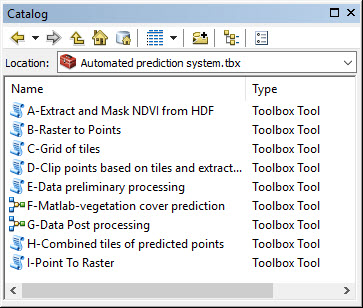 Catalog
Location: Automated prediction system.tbx
Name Type
A-Extract and Mask NDVI from HDF Toolbox Tool
B-Raster to Points Toolbox Tool
C-Grid of tiles Toolbox Tool
D-Clip points based on tiles and extract... Toolbox Tool
E-Data preliminary processing Toolbox Tool
F-Matlab-vegetation cover prediction Toolbox Tool
G-Data Post processing Toolbox Tool
H-Combined tiles of predicted points Toolbox Tool
I-Point To Raster Toolbox Tool